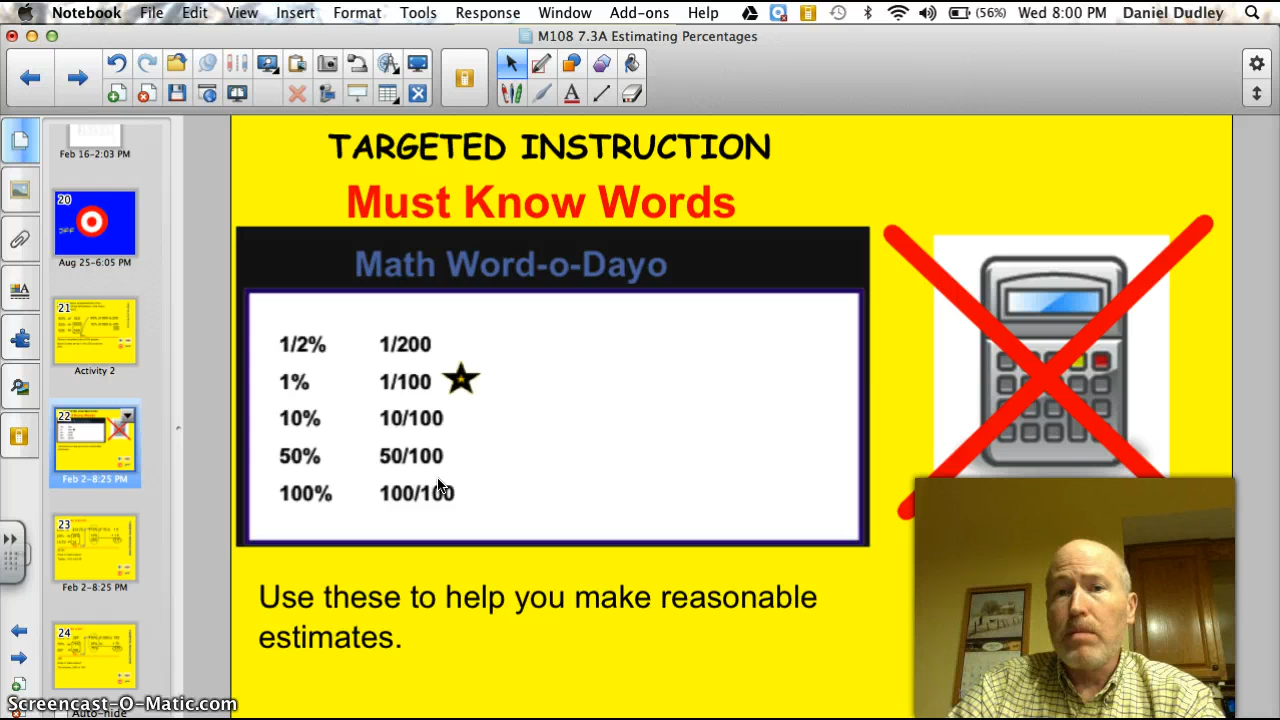 Notebook File Edit View Insert Format Tools Response Window Add-ons Help (56%) Wed 8:00 PM Daniel Dudley
M108 7.3A Estimating Percentages
Feb 16-2:03 PM
20
Aug 25-6:05 PM
21
Activity 2
22
Feb 2-8:25 PM
23
Feb 2-8:25 PM
24
Auto-hide
TARGETED INSTRUCTION
Must Know Words
Math Word-o-Dayo
1/2% 1/200
1% 1/100
10% 10/100
50% 50/100
100% 100/100
Use these to help you make reasonable
estimates.
Screencast-O-Matic.com